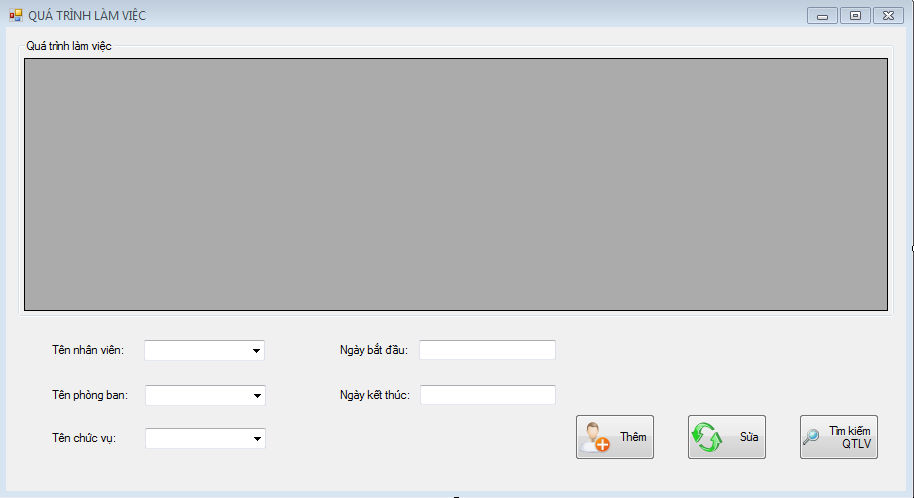 QUÁ TRÌNH LÀM VIỆC
Quá trình làm việc
Tên nhân viên:
Ngày bắt đầu:
Tên phòng ban:
Ngày kết thúc:
Tên chức vụ:
Thêm
Sửa
Tìm kiếm
QTLV